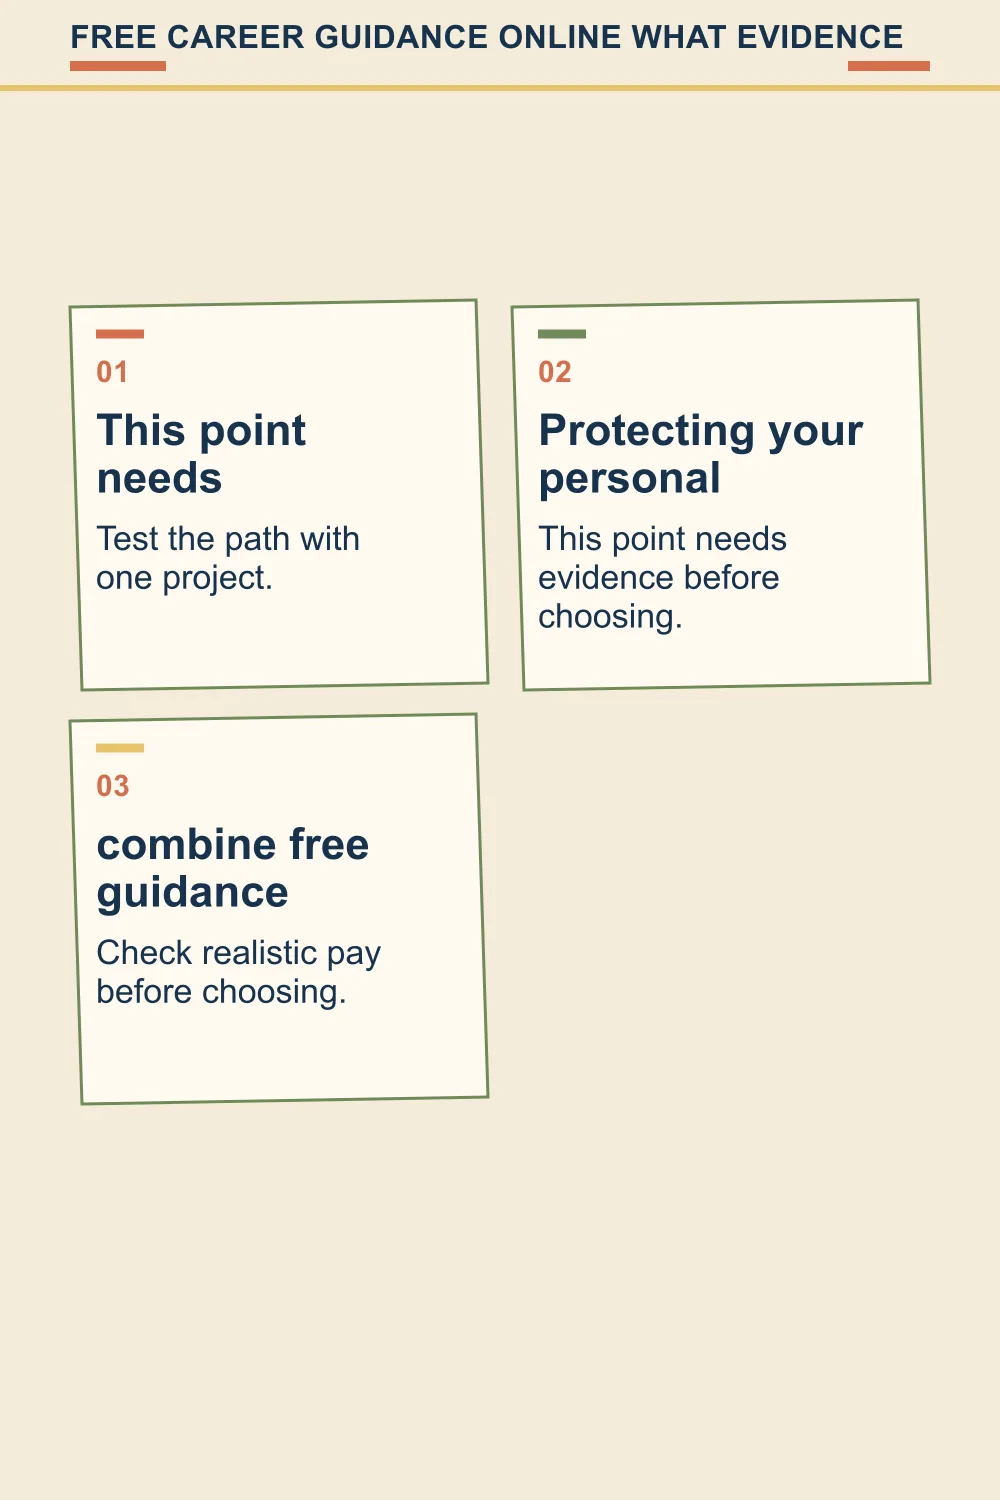 FREE CAREER GUIDANCE ONLINE WHAT EVIDENCE
01
This point
needs
Test the path with
one project.
02
Protecting your
personal
This point needs
evidence before
choosing.
03
combine free
guidance
Check realistic pay
before choosing.